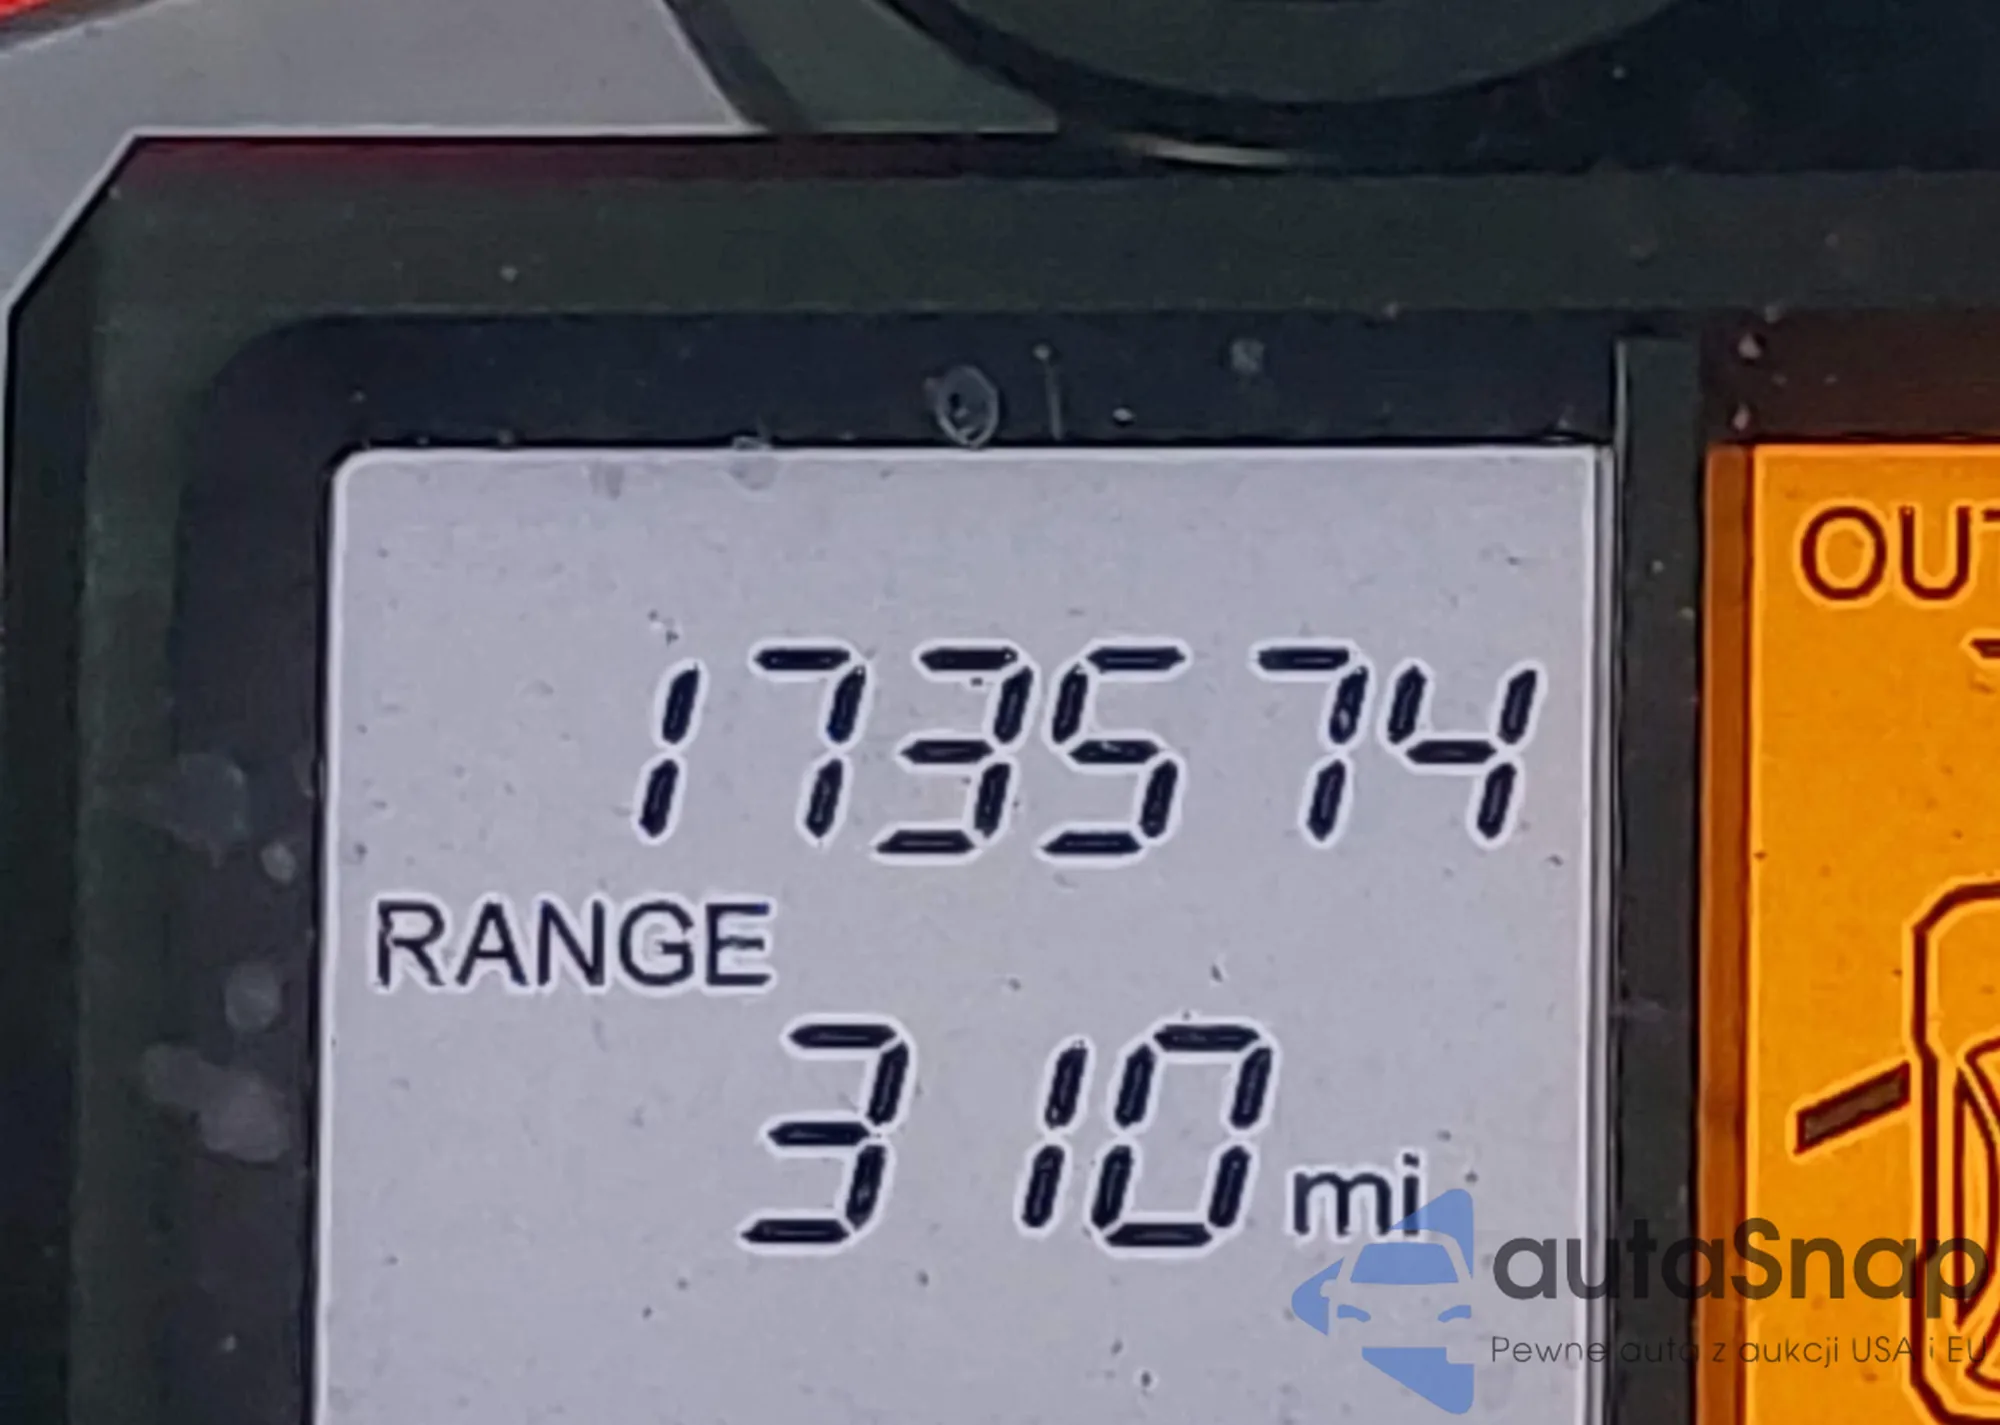 OUT
173574
RANGE
310 mi
autaSnap
Pewne auta z aukcji USA i EU